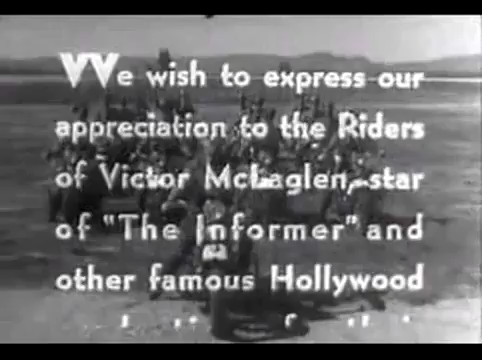 We wish to express our
appreciation to the Riders
of Victor McLaglen, star
of "The Informer" and
other famous Hollywood